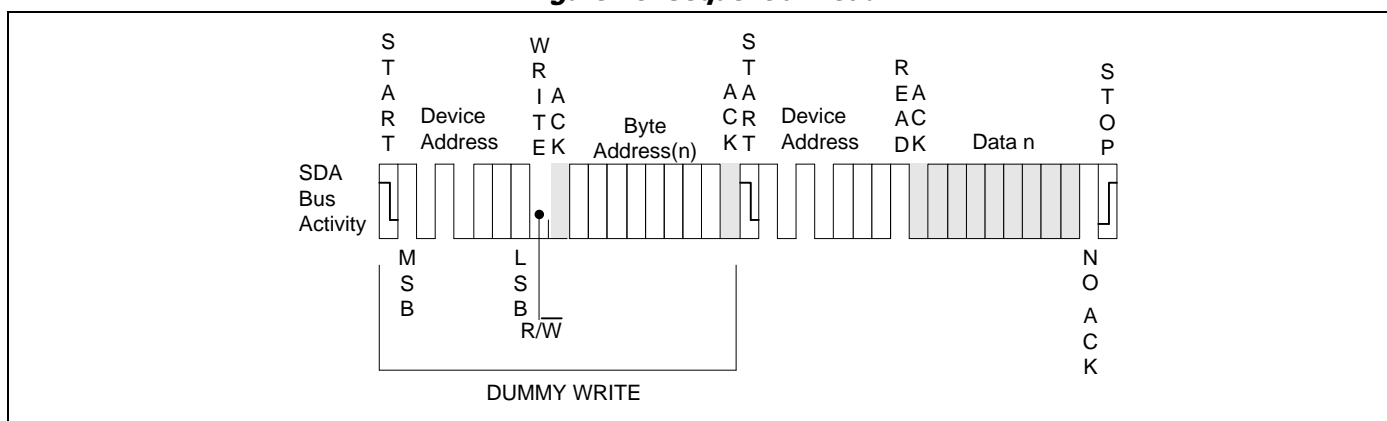 START
Device
Address
WRITE
ACK
Byte
Address(n)
ACK
START
Device
Address
READ
ACK
Data n
STOP
SDA
Bus
Activity
MSB
LSB
R/W
NO ACK
DUMMY WRITE